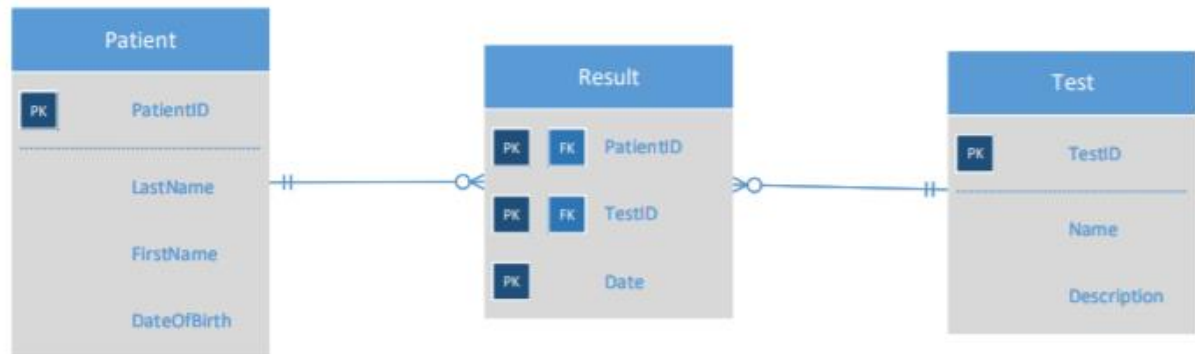 Patient
PK PatientID
LastName
FirstName
DateOfBirth
Result
PK FK PatientID
PK FK TestID
PK Date
Test
PK TestID
Name
Description